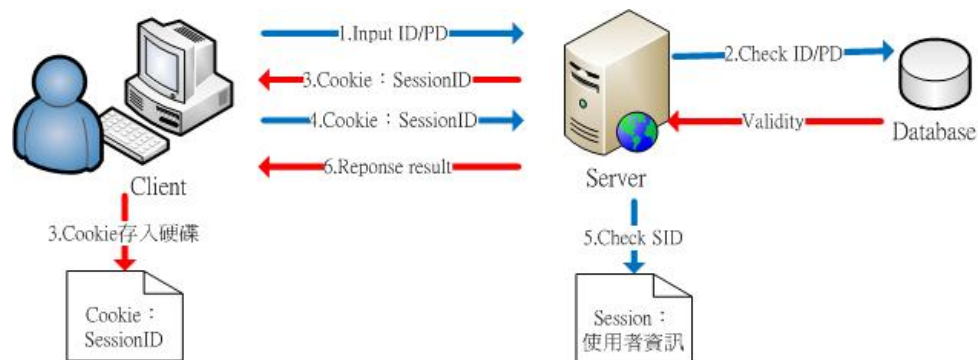 1.Input ID/PD
2.Check ID/PD
3.Cookie：SessionID
4.Cookie：SessionID
Validity
Database
6.Reponse result
Client
Server
3.Cookie存入硬碟
5.Check SID
Cookie：
SessionID
Session：
使用者資訊